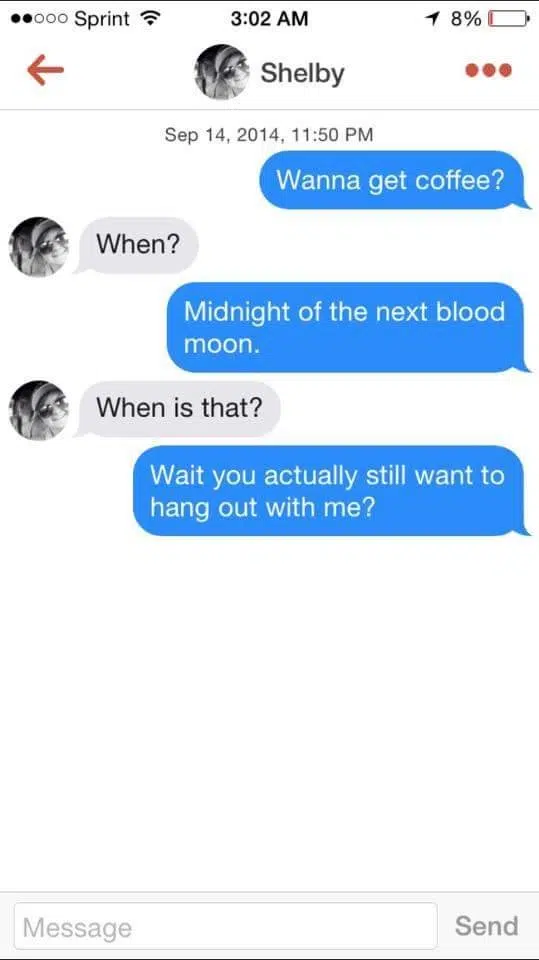 Sprint 3:02 AM 8%
Shelby
Sep 14, 2014, 11:50 PM
Wanna get coffee?
When?
Midnight of the next blood
moon.
When is that?
Wait you actually still want to
hang out with me?
Message Send